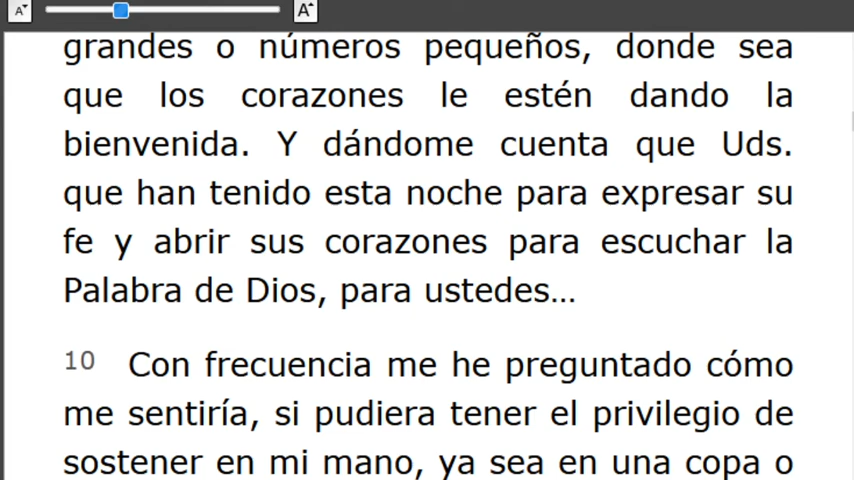 A A
grandes o números pequeños, donde sea
que los corazones le estén dando la
bienvenida. Y dándome cuenta que Uds.
que han tenido esta noche para expresar su
fe y abrir sus corazones para escuchar la
Palabra de Dios, para ustedes…
10 Con frecuencia me he preguntado cómo
me sentiría, si pudiera tener el privilegio de
sostener en mi mano, ya sea en una copa o